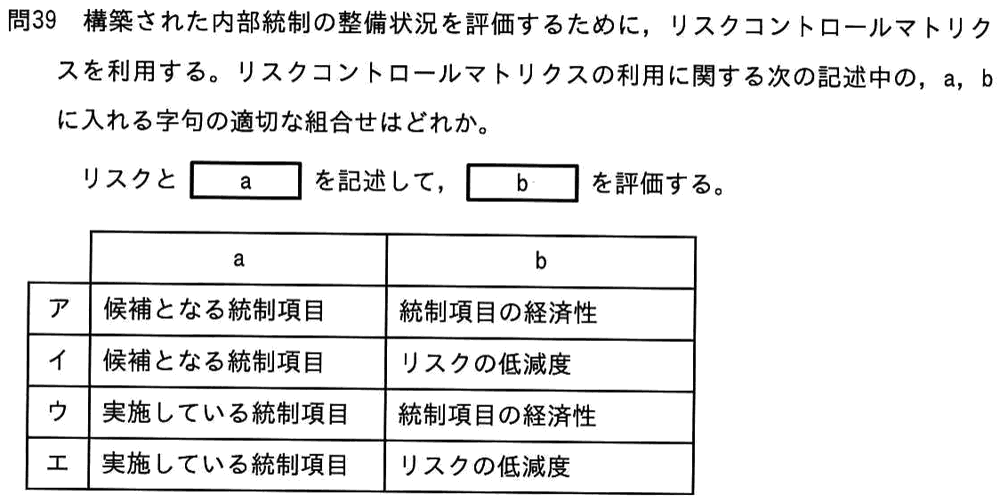 問39 構築された内部統制の整備状況を評価するために，リスクコントロールマトリク
スを利用する。リスクコントロールマトリクスの利用に関する次の記述中の，a，b
に入れる字句の適切な組合せはどれか。
リスクと a を記述して， b を評価する。
a b
ア 候補となる統制項目 統制項目の経済性
イ 候補となる統制項目 リスクの低減度
ウ 実施している統制項目 統制項目の経済性
エ 実施している統制項目 リスクの低減度